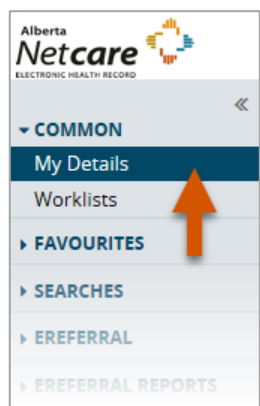 Alberta
Netcare
ELECTRONIC HEALTH RECORD
«
COMMON
My Details
Worklists
FAVOURITES
SEARCHES
EREFERRAL
EREFERRAL REPORTS